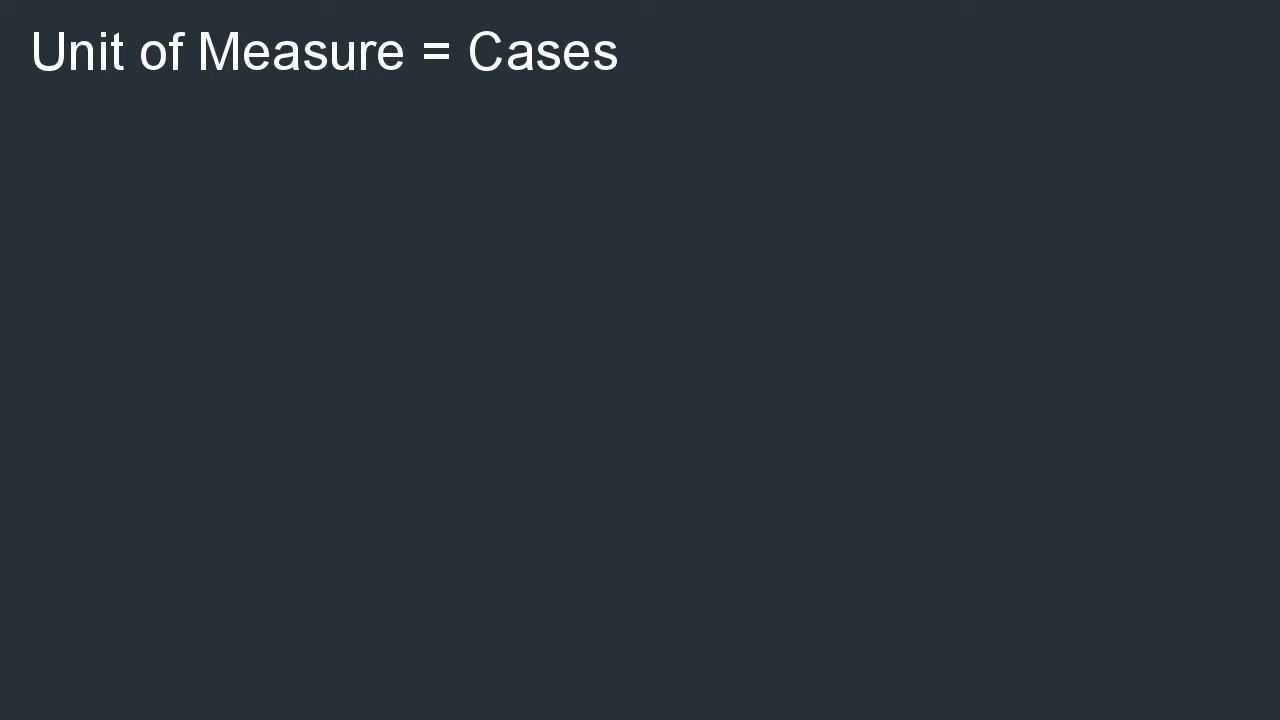 Unit of Measure = Cases